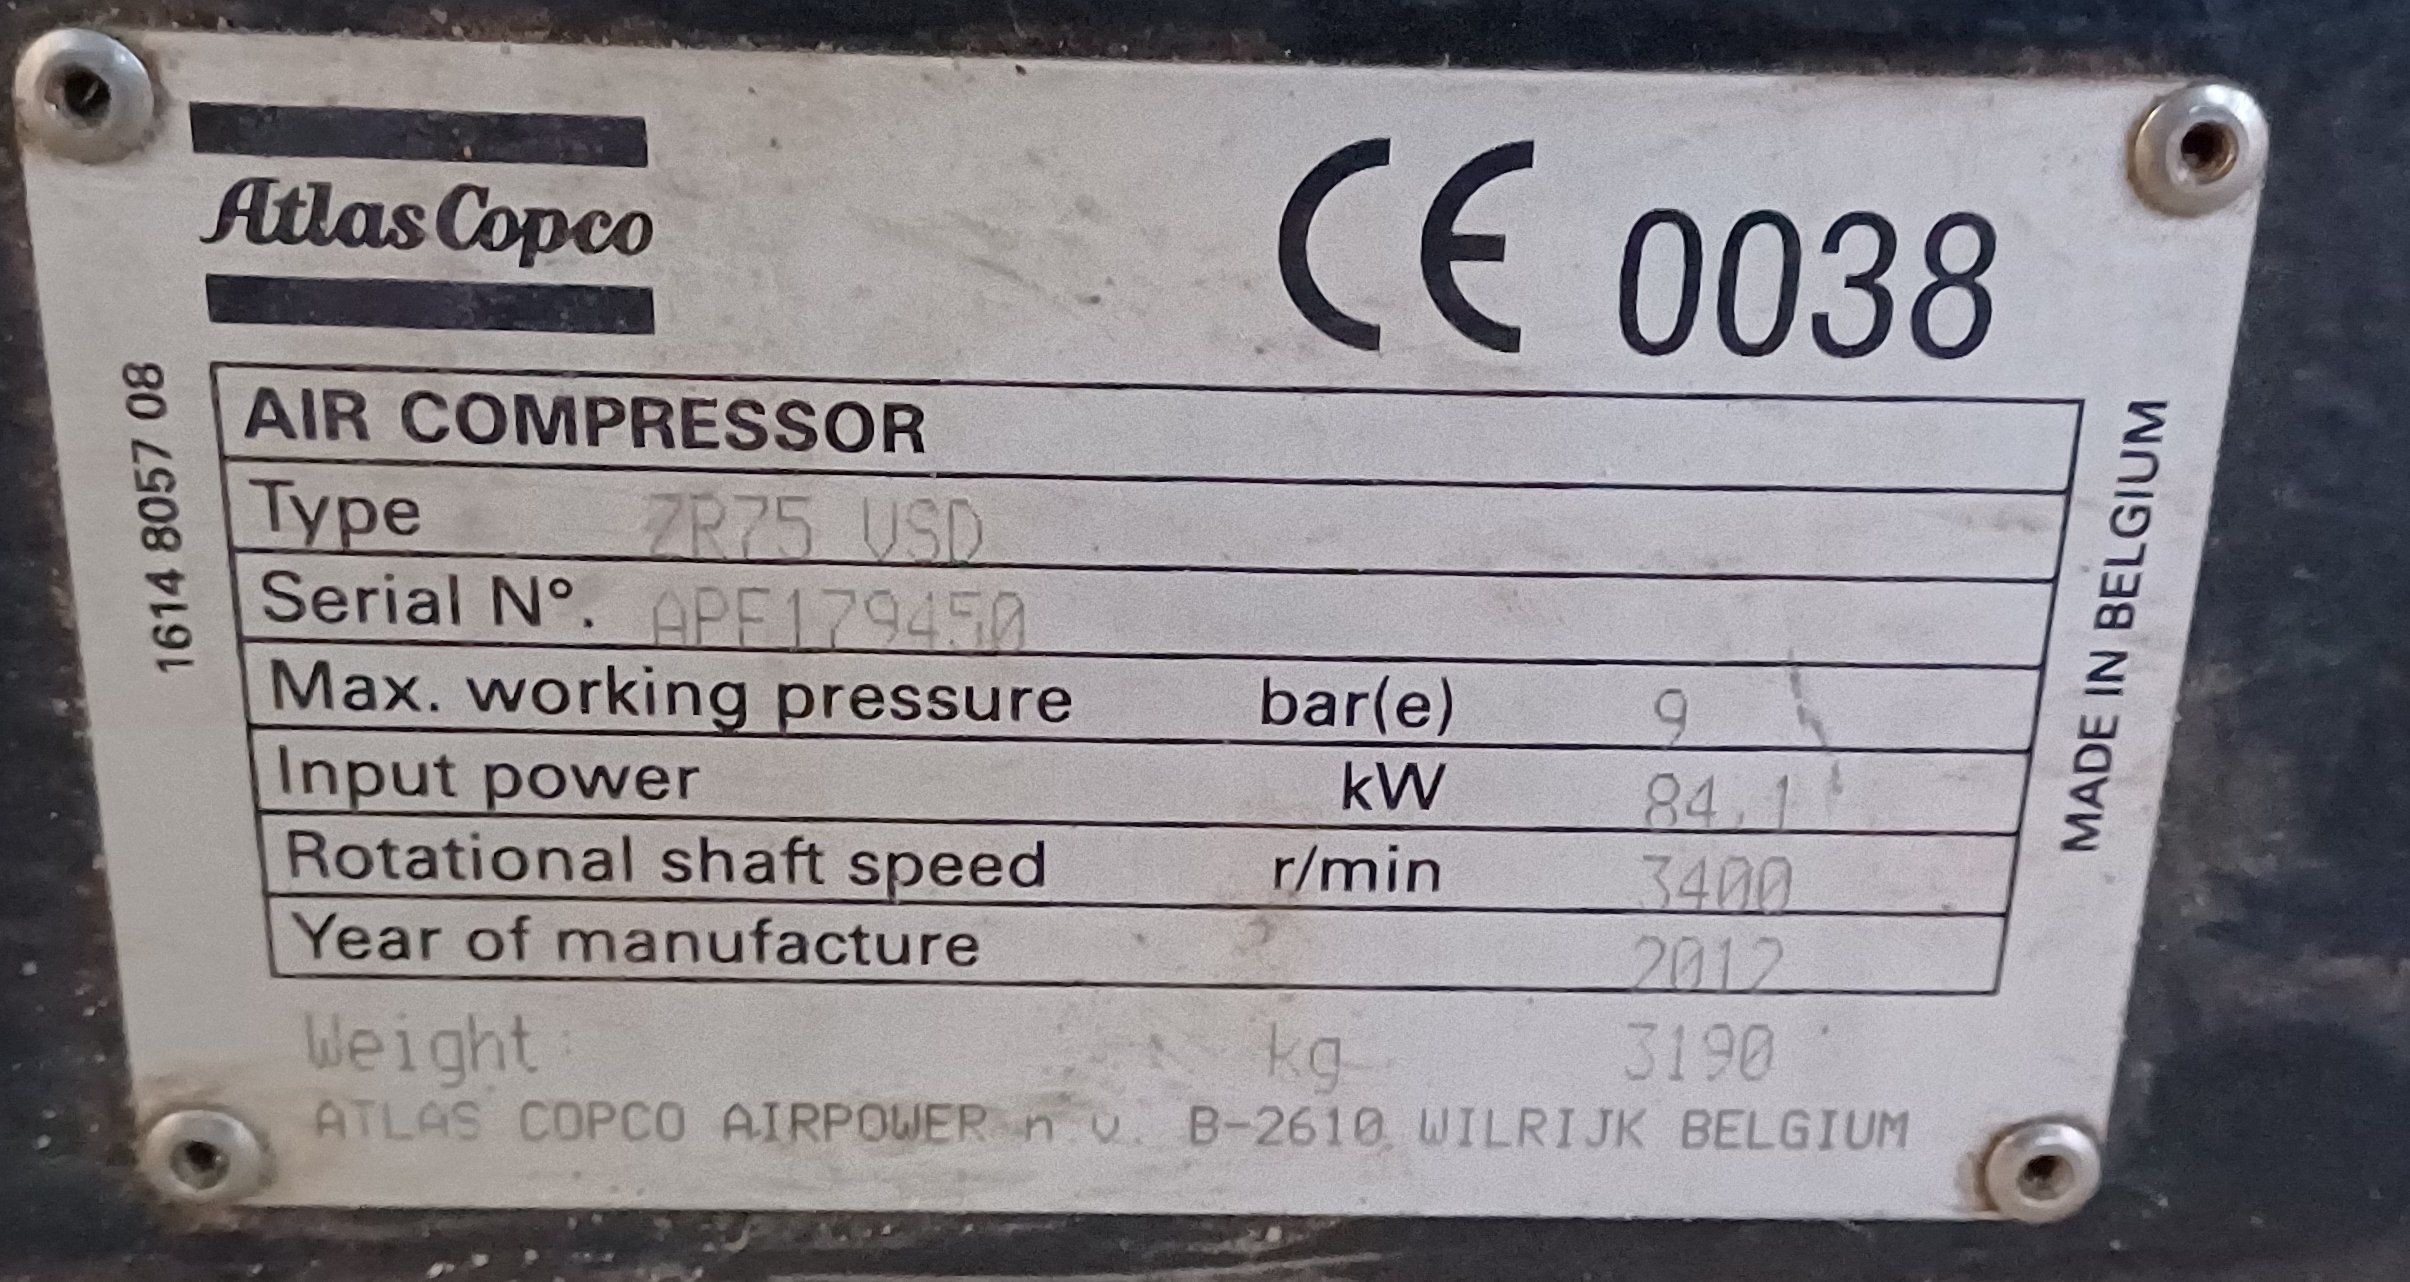 Atlas Copco
CE 0038
1614 8057 08
AIR COMPRESSOR
Type ZR75 VSD
Serial N°. APF179450
Max. working pressure bar(e) 9
Input power kW 84.1
Rotational shaft speed r/min 3400
Year of manufacture 2012
MADE IN BELGIUM
Weight: kg 3190
ATLAS COPCO AIRPOWER n.v. B-2610 WILRIJK BELGIUM